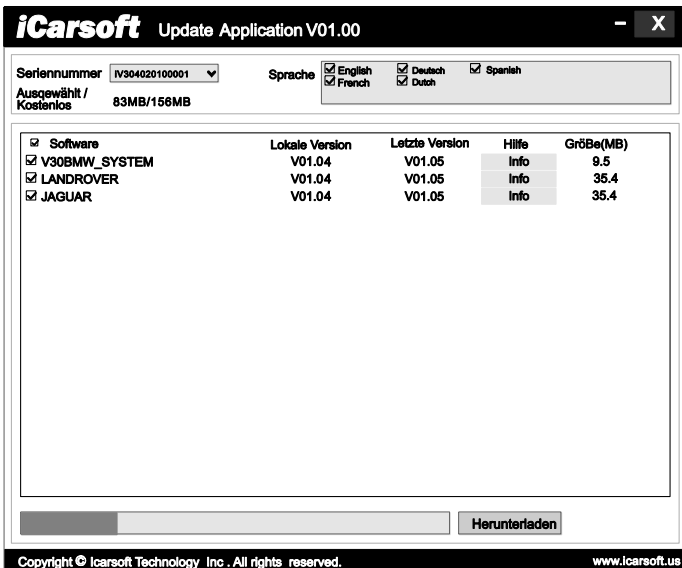 iCarsoft Update Application V01.00 – X
Seriennummer IV304020100001 Sprache English Deutsch Spanish
French Dutch
Ausqewählt /
Kostenlos 83MB/156MB
Software Lokale Version Letzte Version Hilfe GröBe(MB)
V30BMW_SYSTEM V01.04 V01.05 Info 9.5
LANDROVER V01.04 V01.05 Info 35.4
JAGUAR V01.04 V01.05 Info 35.4
Herunterladen
Copyright © Icarsoft Technology Inc . All rights reserved. www.icarsoft.us